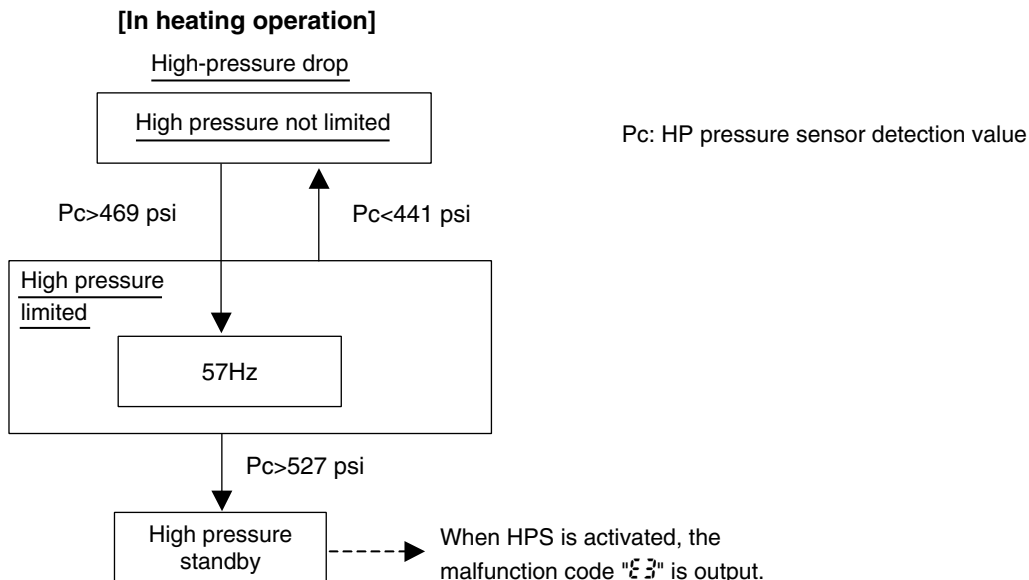 [In heating operation]
High-pressure drop
High pressure not limited
Pc: HP pressure sensor detection value
Pc>469 psi
Pc<441 psi
High pressure
limited
57Hz
Pc>527 psi
High pressure
standby
When HPS is activated, the
malfunction code "E3" is output.